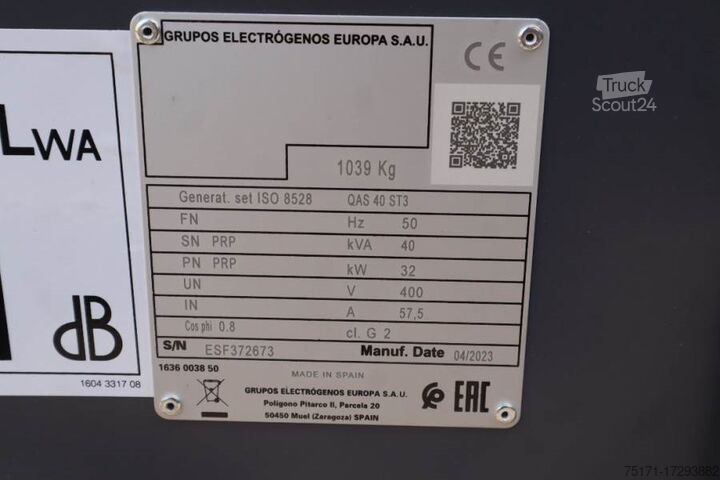 GRUPOS ELECTRÓGENOS EUROPA S.A.U.
CE
Truck
Scout24
LWA
1039 Kg
Generat. set ISO 8528 QAS 40 ST3
FN Hz 50
SN PRP kVA 40
PN PRP kW 32
UN V 400
IN A 57,5
Cos phi 0.8 cl. G 2
S/N ESF372673 Manuf. Date 04/2023
dB
1636 0038 50
MADE IN SPAIN
1604 3317 08
GRUPOS ELECTRÓGENOS EUROPA S.A.U.
Polígono Pitarco II, Parcela 20
50450 Muel (Zaragoza) SPAIN
EAC
75171-17293882